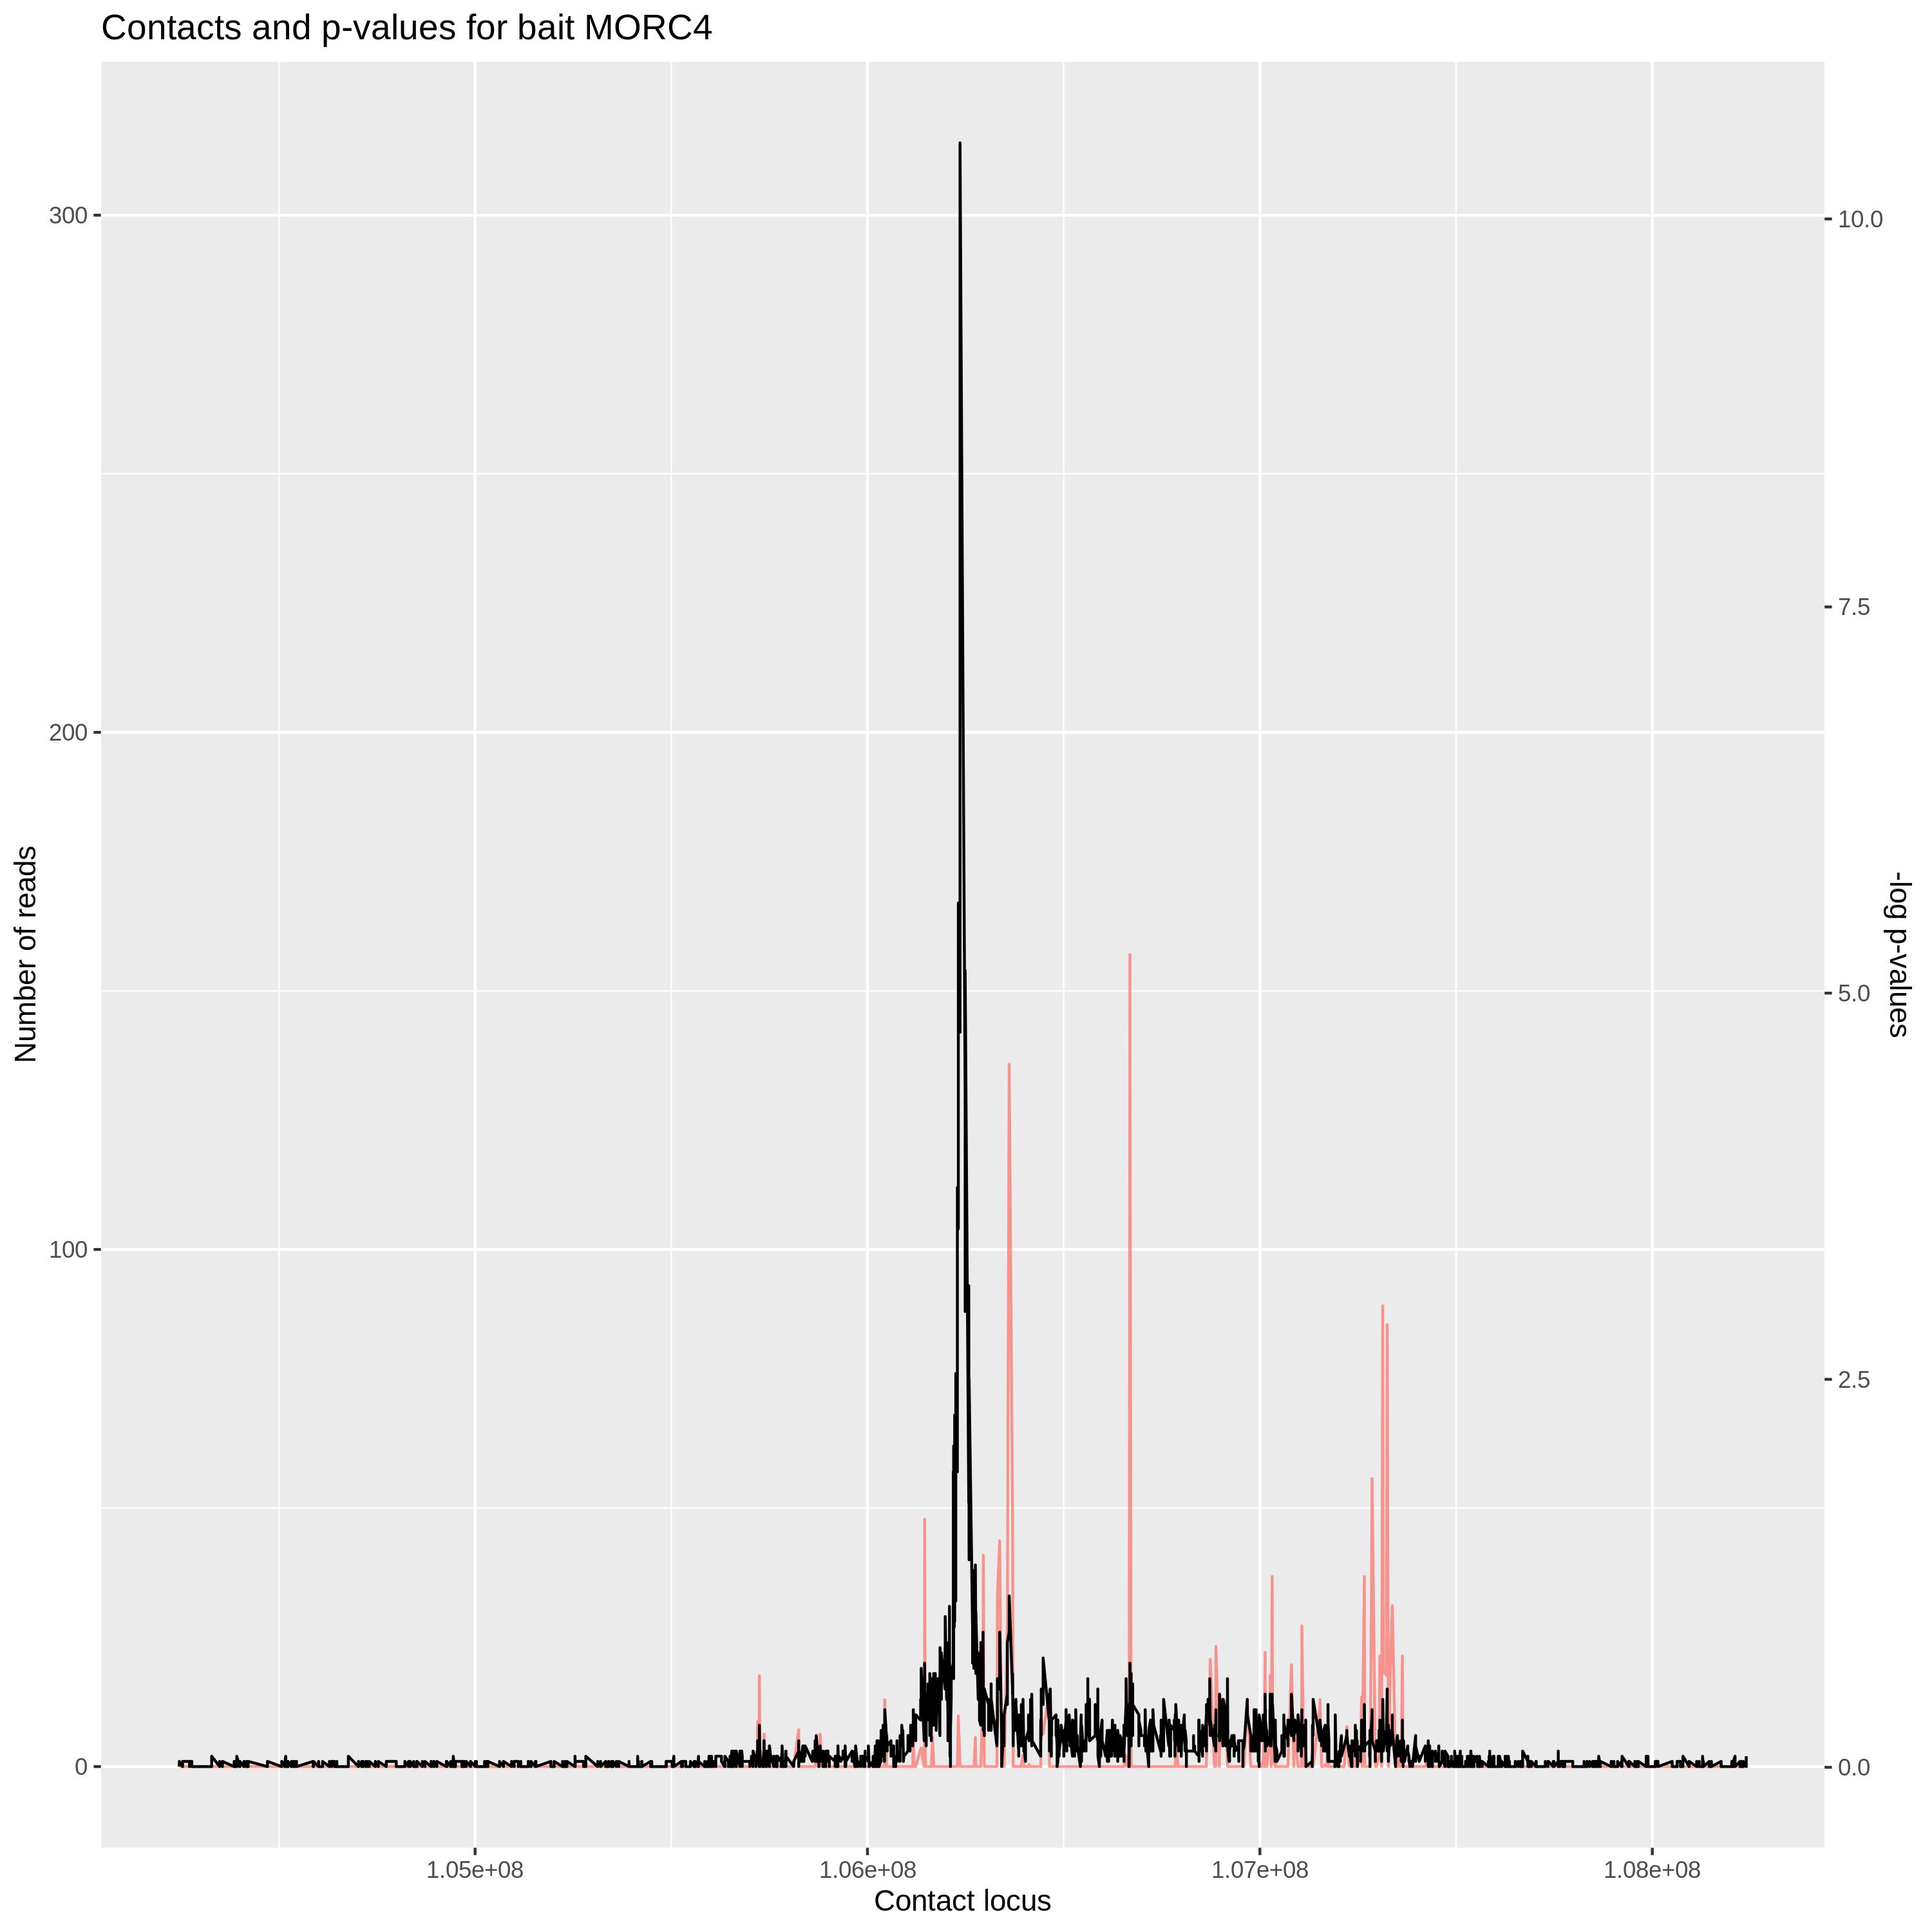 Contacts and p-values for bait MORC4
300
200
100
0
Number of reads
10.0
7.5
5.0
2.5
0.0
-log p-values
1.05e+08
1.06e+08
1.07e+08
1.08e+08
Contact locus